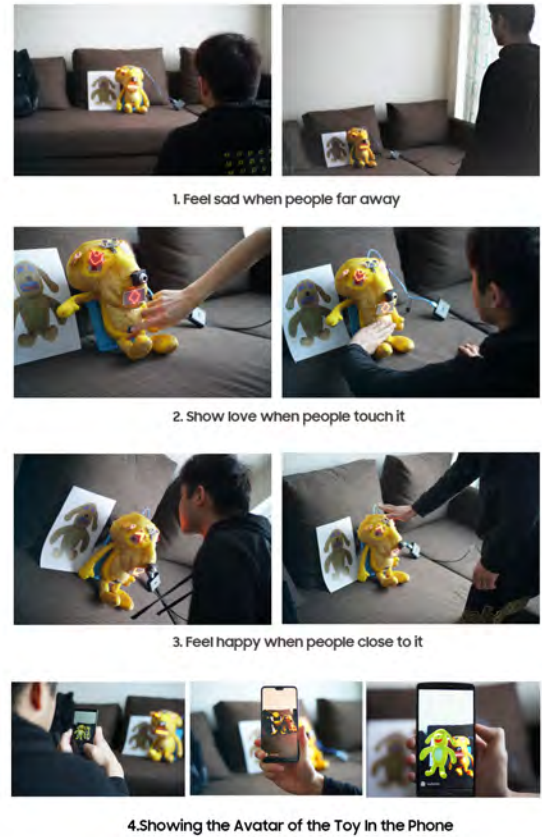 1. Feel sad when people far away
2. Show love when people touch it
3. Feel happy when people close to it
4.Showing the Avatar of the Toy In the Phone